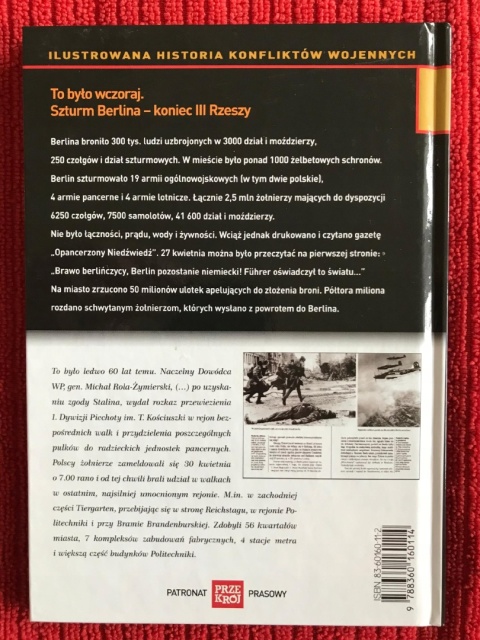 ILUSTROWANA HISTORIA KONFLIKTÓW WOJENNYCH
To było wczoraj.
Szturm Berlina – koniec III Rzeszy
Berlina broniło 300 tys. ludzi uzbrojonych w 3000 dział i moździerzy,
250 czołgów i dział szturmowych. W mieście było ponad 1000 żelbetowych schronów.
Berlin szturmowało 19 armii ogólnowojskowych (w tym dwie polskie),
4 armie pancerne i 4 armie lotnicze. Łącznie 2,5 mln żołnierzy mających do dyspozycji
6250 czołgów, 7500 samolotów, 41 600 dział i moździerzy.
Nie było łączności, prądu, wody i żywności. Wciąż jednak drukowano i czytano gazetę
„Opancerzony Niedźwiedź”. 27 kwietnia można było przeczytać na pierwszej stronie:
„Brawo berlińczycy, Berlin pozostanie niemiecki! Führer oświadczył to światu...”
Na miasto zrzucono 50 milionów ulotek apelujących do złożenia broni. Półtora miliona
rozdano schwytanym żołnierzom, których wysłano z powrotem do Berlina.
To było ledwo 60 lat temu. Naczelny Dowódca
WP, gen. Michał Rola-Żymierski, (...) po uzyska-
niu zgody Stalina, wydał rozkaz przewiezienia
1. Dywizji Piechoty im. T. Kościuszki w rejon bez-
pośrednich walk i przydzielenia poszczególnych
pułków do radzieckich jednostek pancernych.
Polscy żołnierze zameldowali się 30 kwietnia
o 7.00 rano i od tej chwili brali udział w walkach
w ostatnim, najsilniej umocnionym rejonie. M.in. w zachodniej
części Tiergarten, przebijając się w stronę Reichstagu, w rejonie Po-
litechniki i przy Bramie Brandenburskiej. Zdobyli 56 kwartałów
miasta, 7 kompleksów zabudowań fabrycznych, 4 stacje metra
i większą część budynków Politechniki.
PATRONAT
PRZE
KRÓJ
PRASOWY
ISBN 83-60160-11-2
9 788360 160114